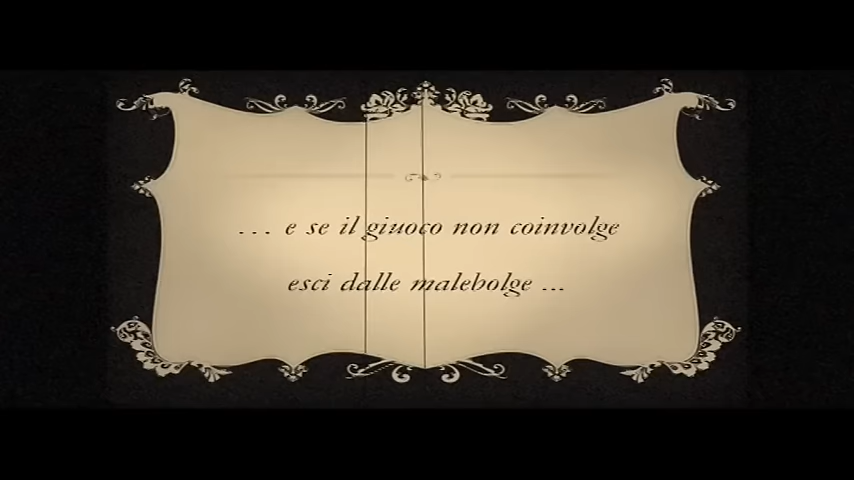 ... e se il giuoco non coinvolge
esci dalle malebolge ...